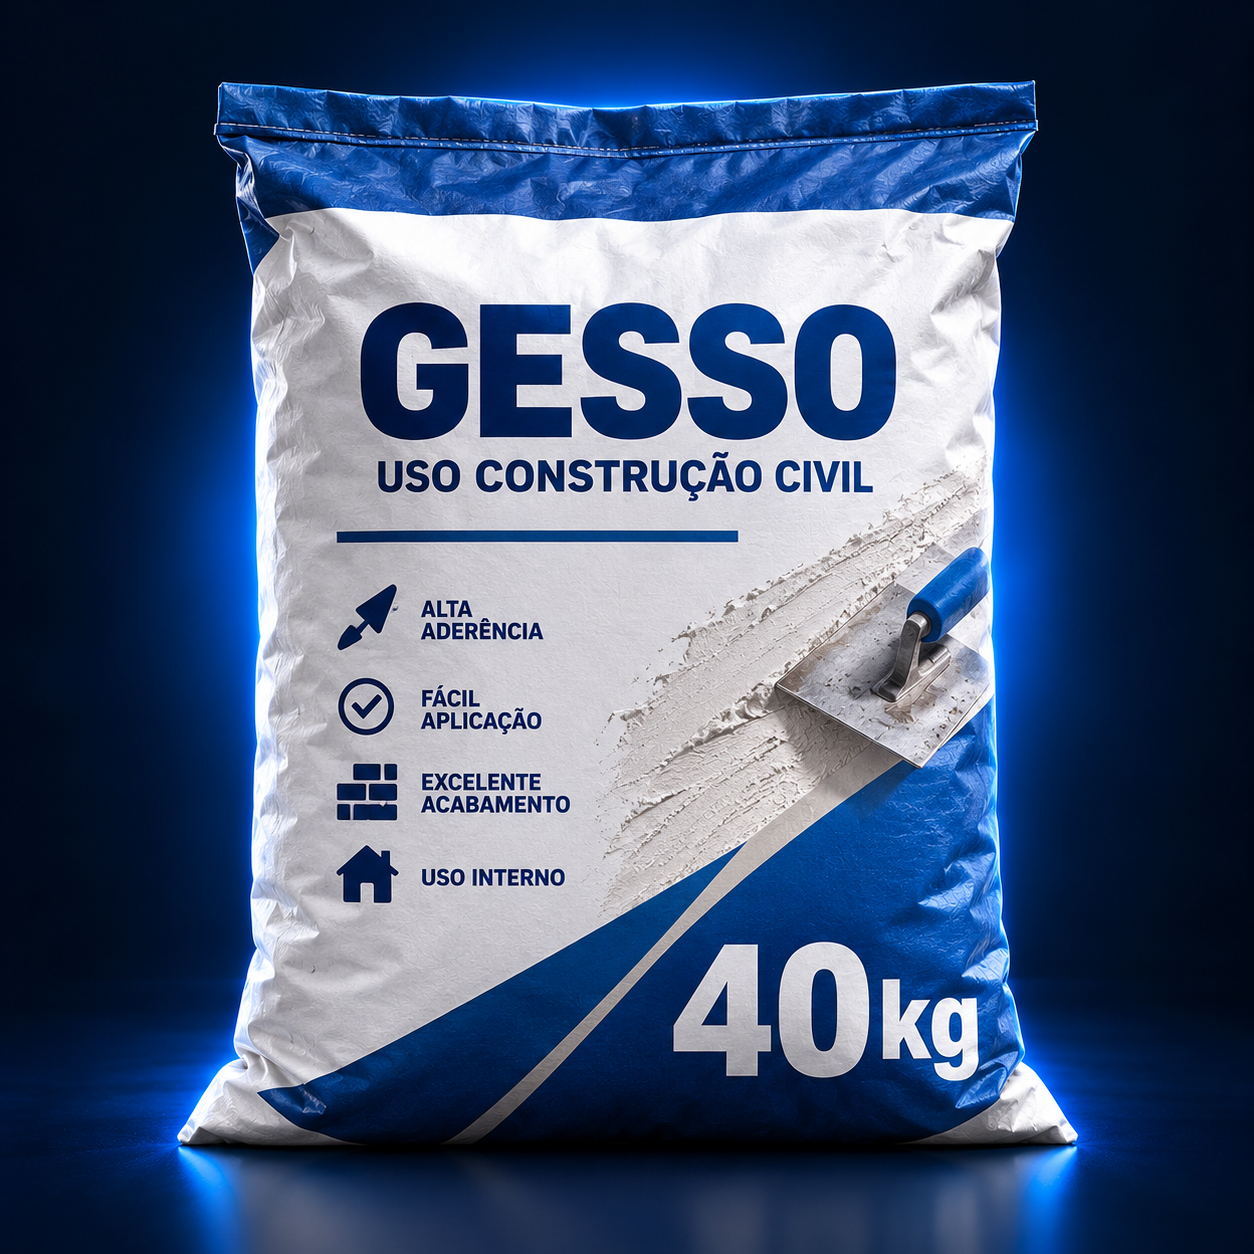 GESSO
USO CONSTRUÇÃO CIVIL
ALTA
ADERÊNCIA
FÁCIL
APLICAÇÃO
EXCELENTE
ACABAMENTO
USO INTERNO
40kg